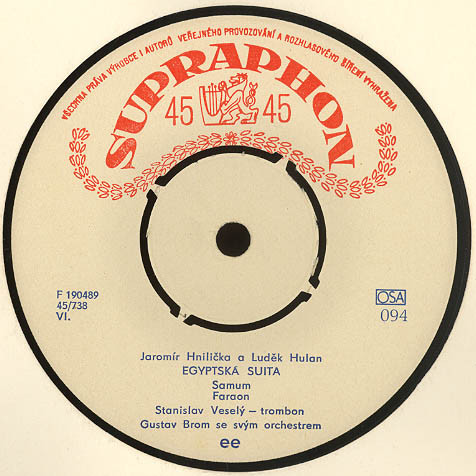 VŠECHNA PRÁVA VÝROBCE I AUTORŮ VEŘEJNÉHO PROVOZOVÁNÍ A ROZHLASOVÉHO ŠÍŘENÍ VYHRAŽENA
SUPRAPHON
45 45
F 190489
45/738
VI.
OSA
094
Jaromír Hnilička a Luděk Hulan
EGYPTSKÁ SUITA
Samum
Faraon
Stanislav Veselý – trombon
Gustav Brom se svým orchestrem
ee